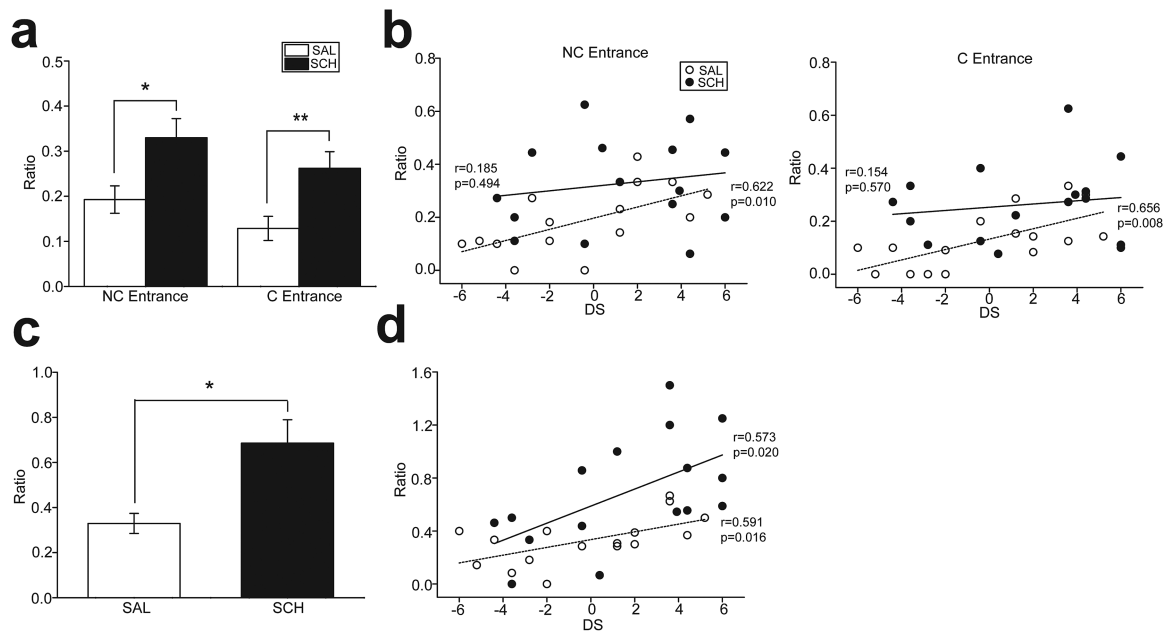 a
SAL
SCH
0.5
0.4
0.3
0.2
0.1
0.0
Ratio
*
**
NC Entrance
C Entrance
b
NC Entrance
SAL
SCH
0.8
0.6
0.4
0.2
0.0
Ratio
r=0.185
p=0.494
r=0.622
p=0.010
-6 -4 -2 0 2 4 6
DS
C Entrance
0.8
0.6
0.4
0.2
0.0
Ratio
r=0.154
p=0.570
r=0.656
p=0.008
-6 -4 -2 0 2 4 6
DS
c
1.0
0.8
0.6
0.4
0.2
0.0
Ratio
*
SAL
SCH
d
1.6
1.2
0.8
0.4
0.0
Ratio
r=0.573
p=0.020
r=0.591
p=0.016
-6 -4 -2 0 2 4 6
DS